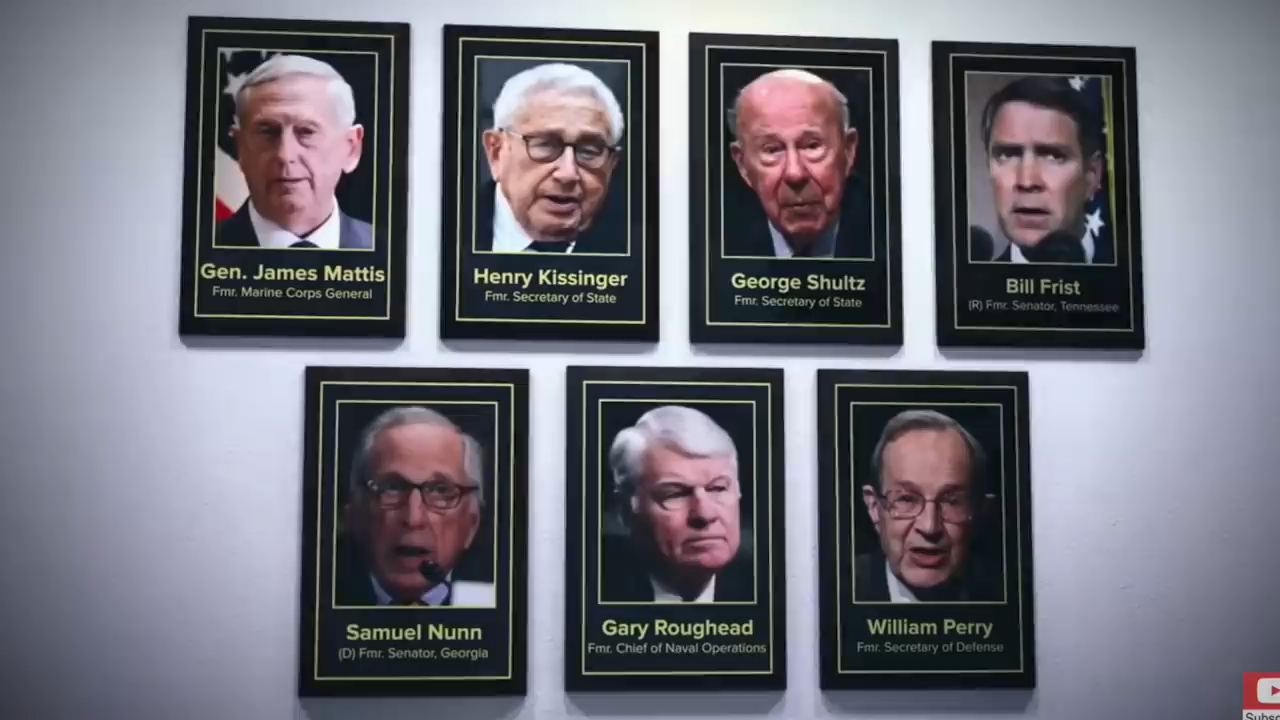 Gen. James Mattis
Fmr. Marine Corps General
Henry Kissinger
Fmr. Secretary of State
George Shultz
Fmr. Secretary of State
Bill Frist
(R) Fmr. Senator, Tennessee
Samuel Nunn
(D) Fmr. Senator, Georgia
Gary Roughead
Fmr. Chief of Naval Operations
William Perry
Fmr. Secretary of Defense